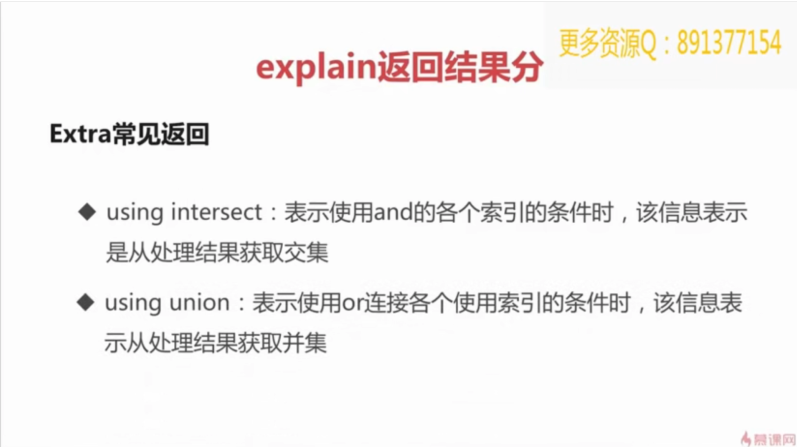 更多资源Q：891377154
explain返回结果分
Extra常见返回
◆ using intersect：表示使用and的各个索引的条件时，该信息表示
是从处理结果获取交集
◆ using union：表示使用or连接各个使用索引的条件时，该信息表
示从处理结果获取并集
慕课网